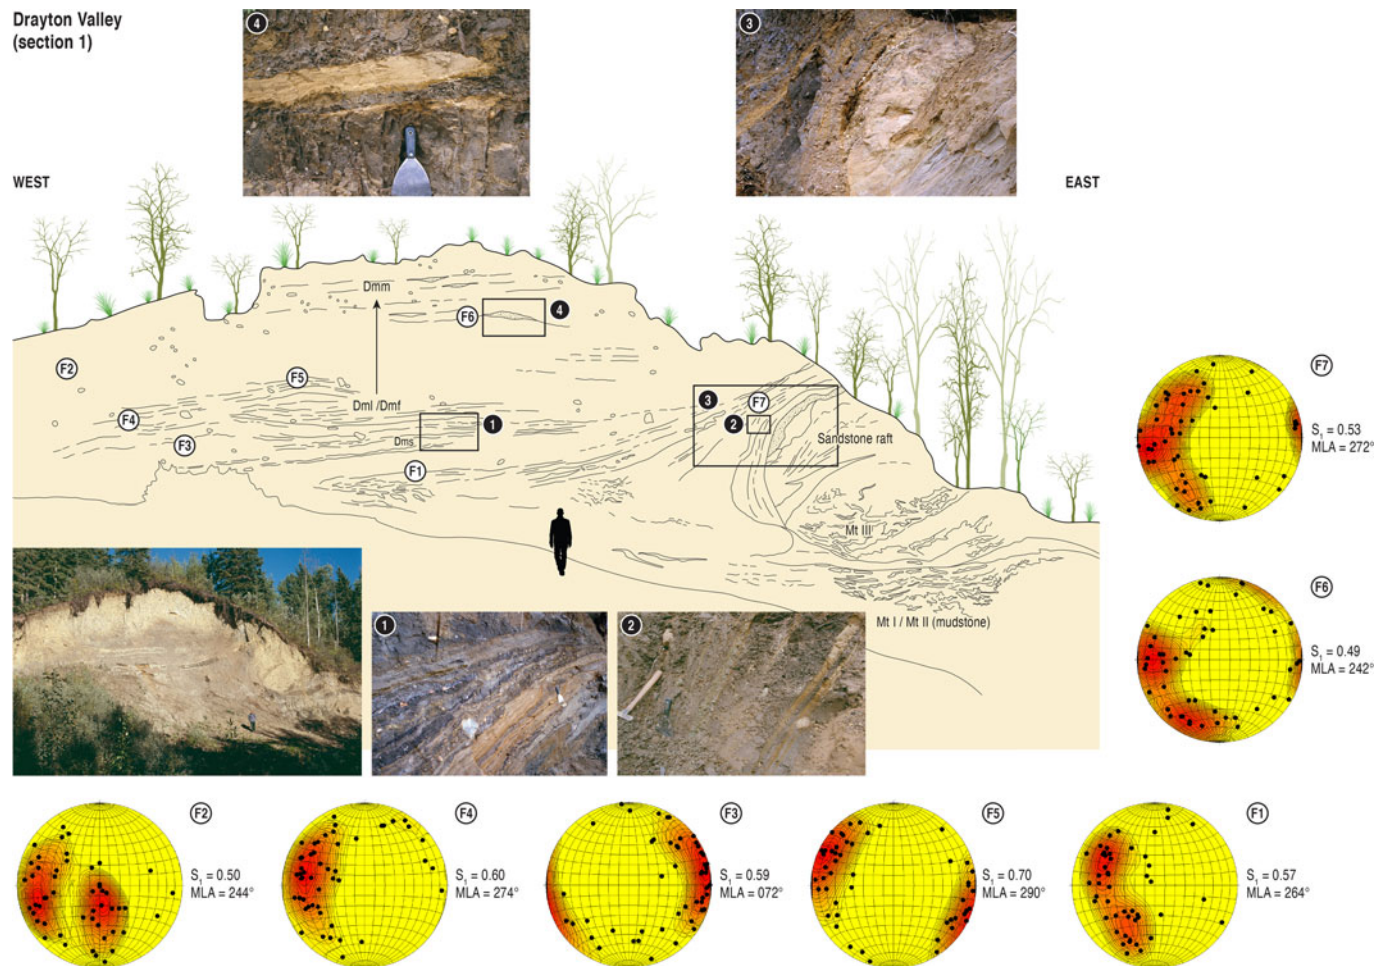 Drayton Valley
(section 1)
4
3
WEST
EAST
Dmm
F6
4
F2
F5
F7
S1 = 0.53
MLA = 272°
Dml /Dmf
F4
3
F7
1
2
F3
Dms
Sandstone raft
F1
Mt III
F6
Mt I / Mt II (mudstone)
S1 = 0.49
MLA = 242°
1
2
F2
S1 = 0.50
MLA = 244°
F4
S1 = 0.60
MLA = 274°
F3
S1 = 0.59
MLA = 072°
F5
S1 = 0.70
MLA = 290°
F1
S1 = 0.57
MLA = 264°